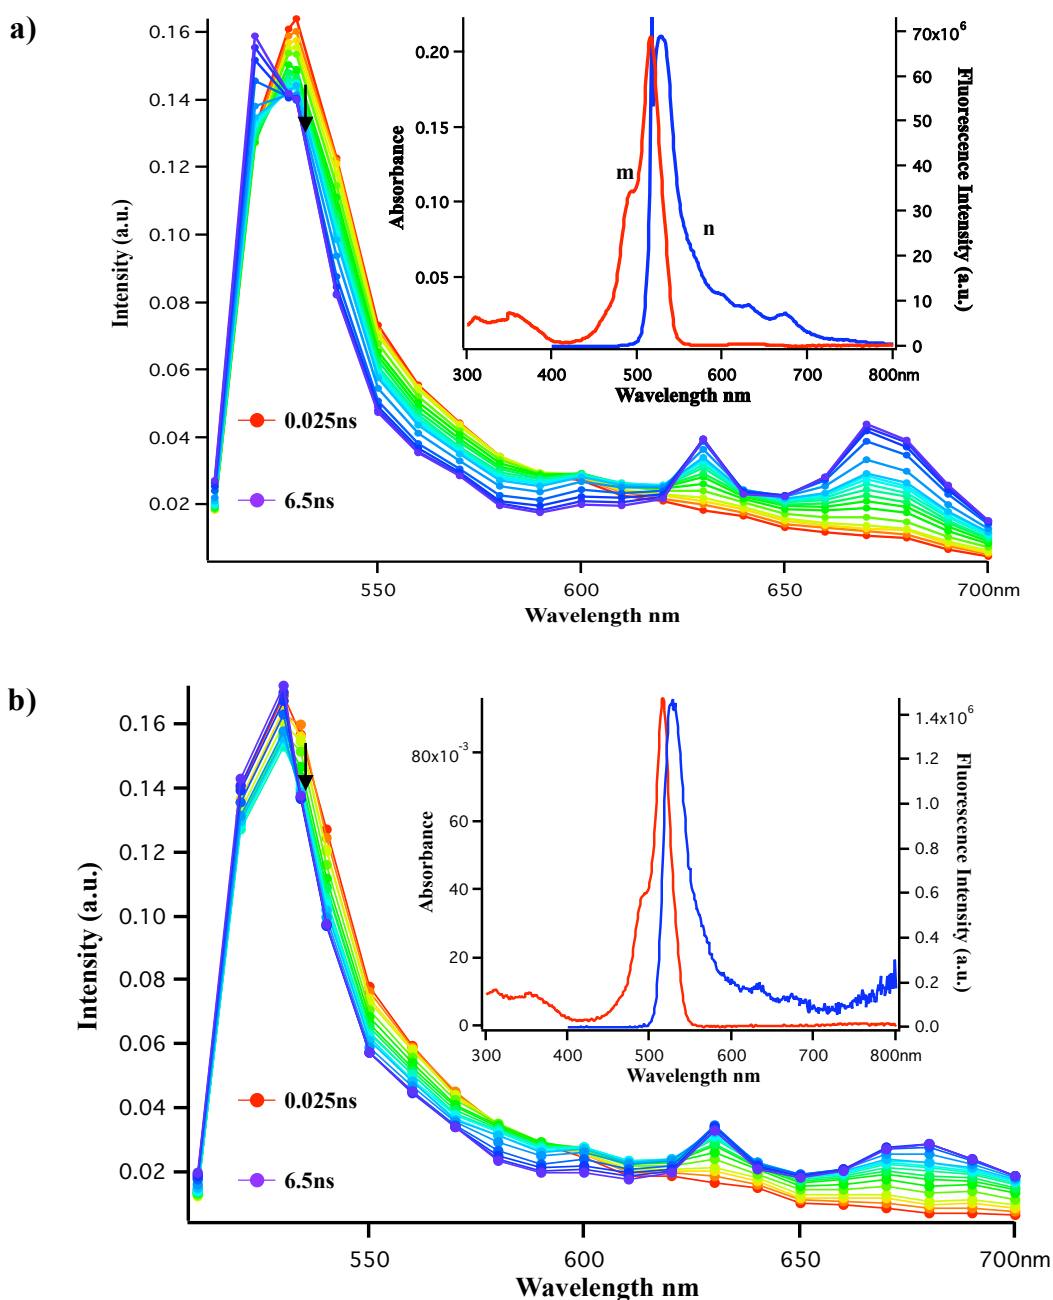 a)
0.16
0.14
0.12
0.10
0.08
0.06
0.04
0.02
Intensity (a.u.)
550
600
650
700nm
Wavelength nm
0.025ns
6.5ns
0.20
0.15
0.10
0.05
Absorbance
m
n
70x10⁶
60
50
40
30
20
10
0
Fluorescence Intensity (a.u.)
300
400
500
600
700
800nm
Wavelength nm
b)
0.16
0.14
0.12
0.10
0.08
0.06
0.04
0.02
Intensity (a.u.)
550
600
650
700nm
Wavelength nm
0.025ns
6.5ns
80x10⁻³
60
40
20
0
Absorbance
1.4x10⁶
1.2
1.0
0.8
0.6
0.4
0.2
0.0
Fluorescence Intensity (a.u.)
300
400
500
600
700
800nm
Wavelength nm